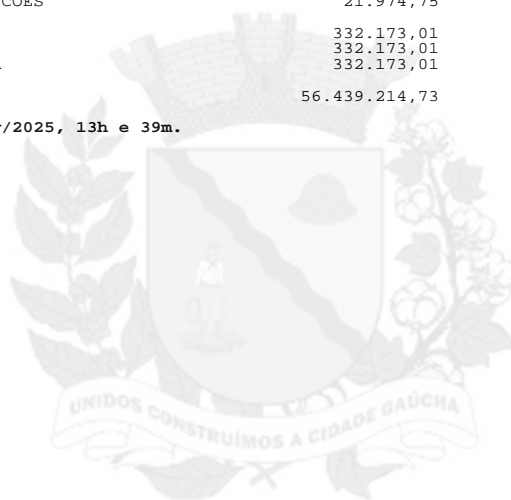 COES 21.974,75
332.173,01
332.173,01
332.173,01
56.439.214,73
/2025, 13h e 39m.
UNIDOS CONSTRUÍMOS A CIDADE GAÚCHA